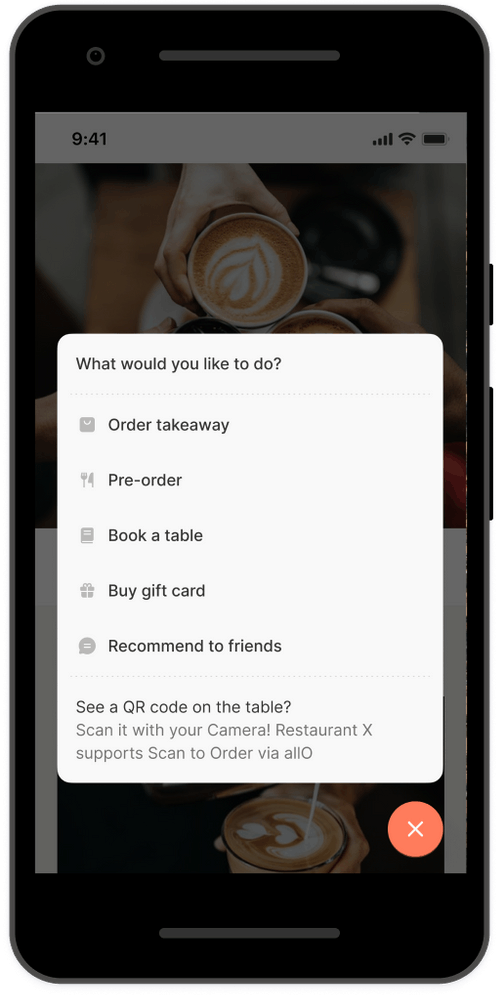 9:41
What would you like to do?
Order takeaway
Pre-order
Book a table
Buy gift card
Recommend to friends
See a QR code on the table?
Scan it with your Camera! Restaurant X
supports Scan to Order via allO